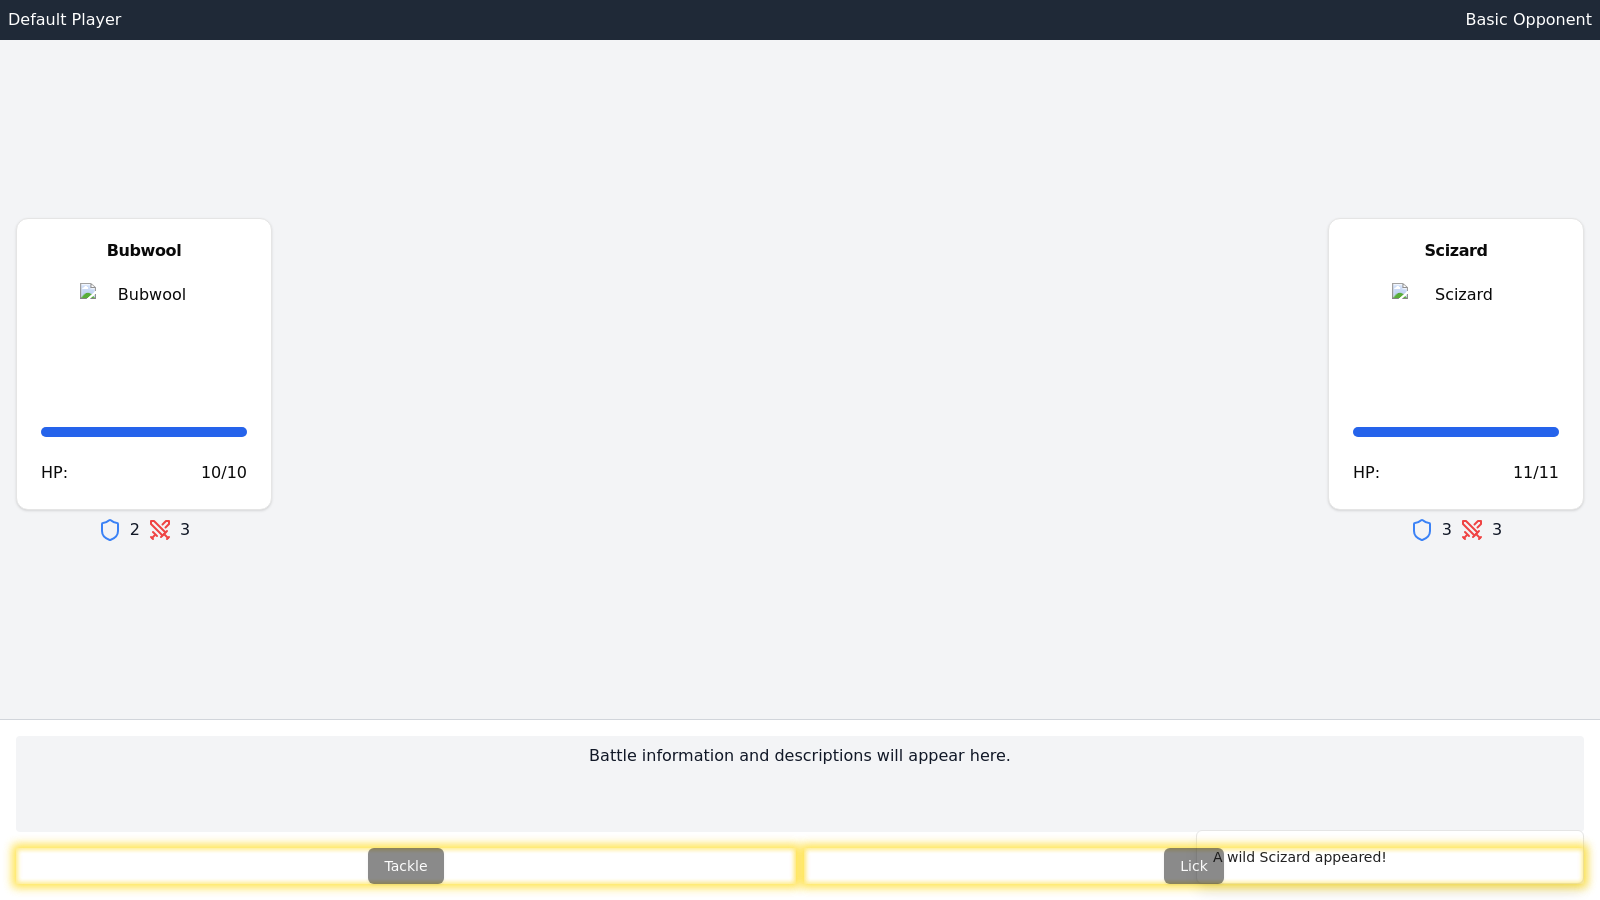 Default Player
Basic Opponent
Bubwool
Bubwool
HP: 10/10
2 3
Scizard
Scizard
HP: 11/11
3 3
Battle information and descriptions will appear here.
Tackle
Lick
A wild Scizard appeared!